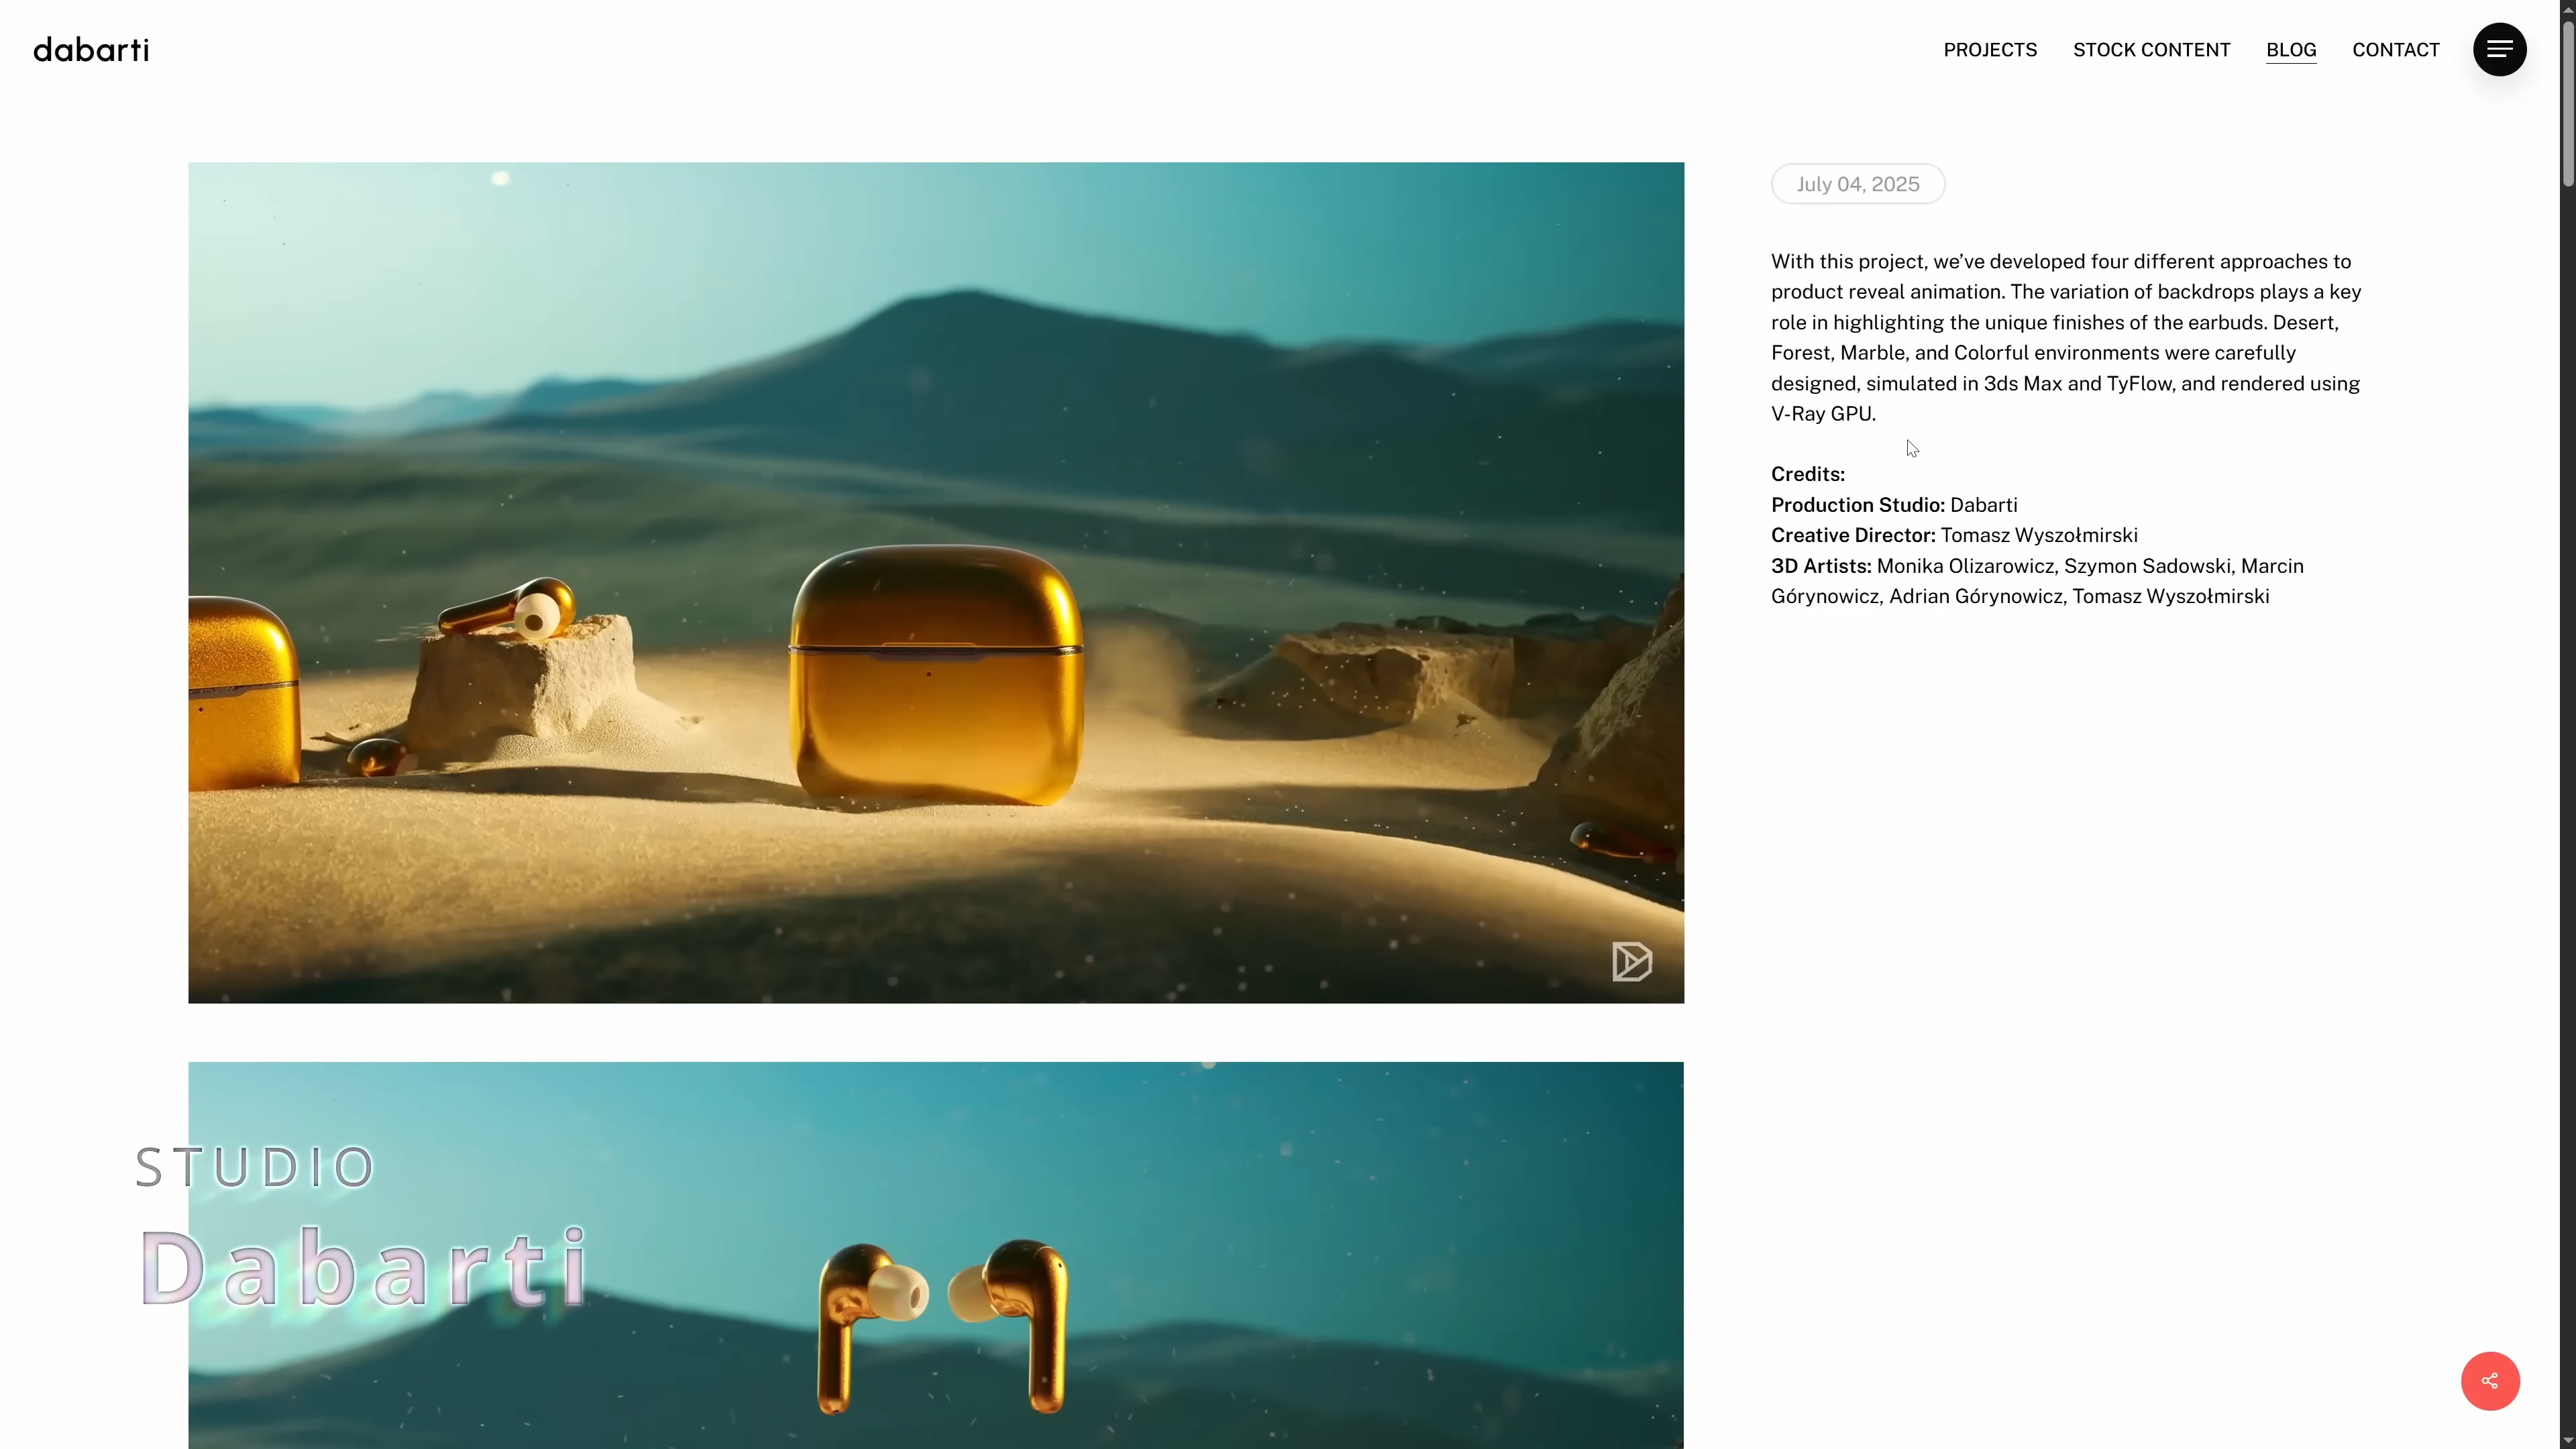 dabarti
PROJECTS
STOCK CONTENT
BLOG
CONTACT
July 04, 2025
With this project, we’ve developed four different approaches to
product reveal animation. The variation of backdrops plays a key
role in highlighting the unique finishes of the earbuds. Desert,
Forest, Marble, and Colorful environments were carefully
designed, simulated in 3ds Max and TyFlow, and rendered using
V-Ray GPU.
Credits:
Production Studio: Dabarti
Creative Director: Tomasz Wyszołmirski
3D Artists: Monika Olizarowicz, Szymon Sadowski, Marcin
Górynowicz, Adrian Górynowicz, Tomasz Wyszołmirski
STUDIO
Dabarti